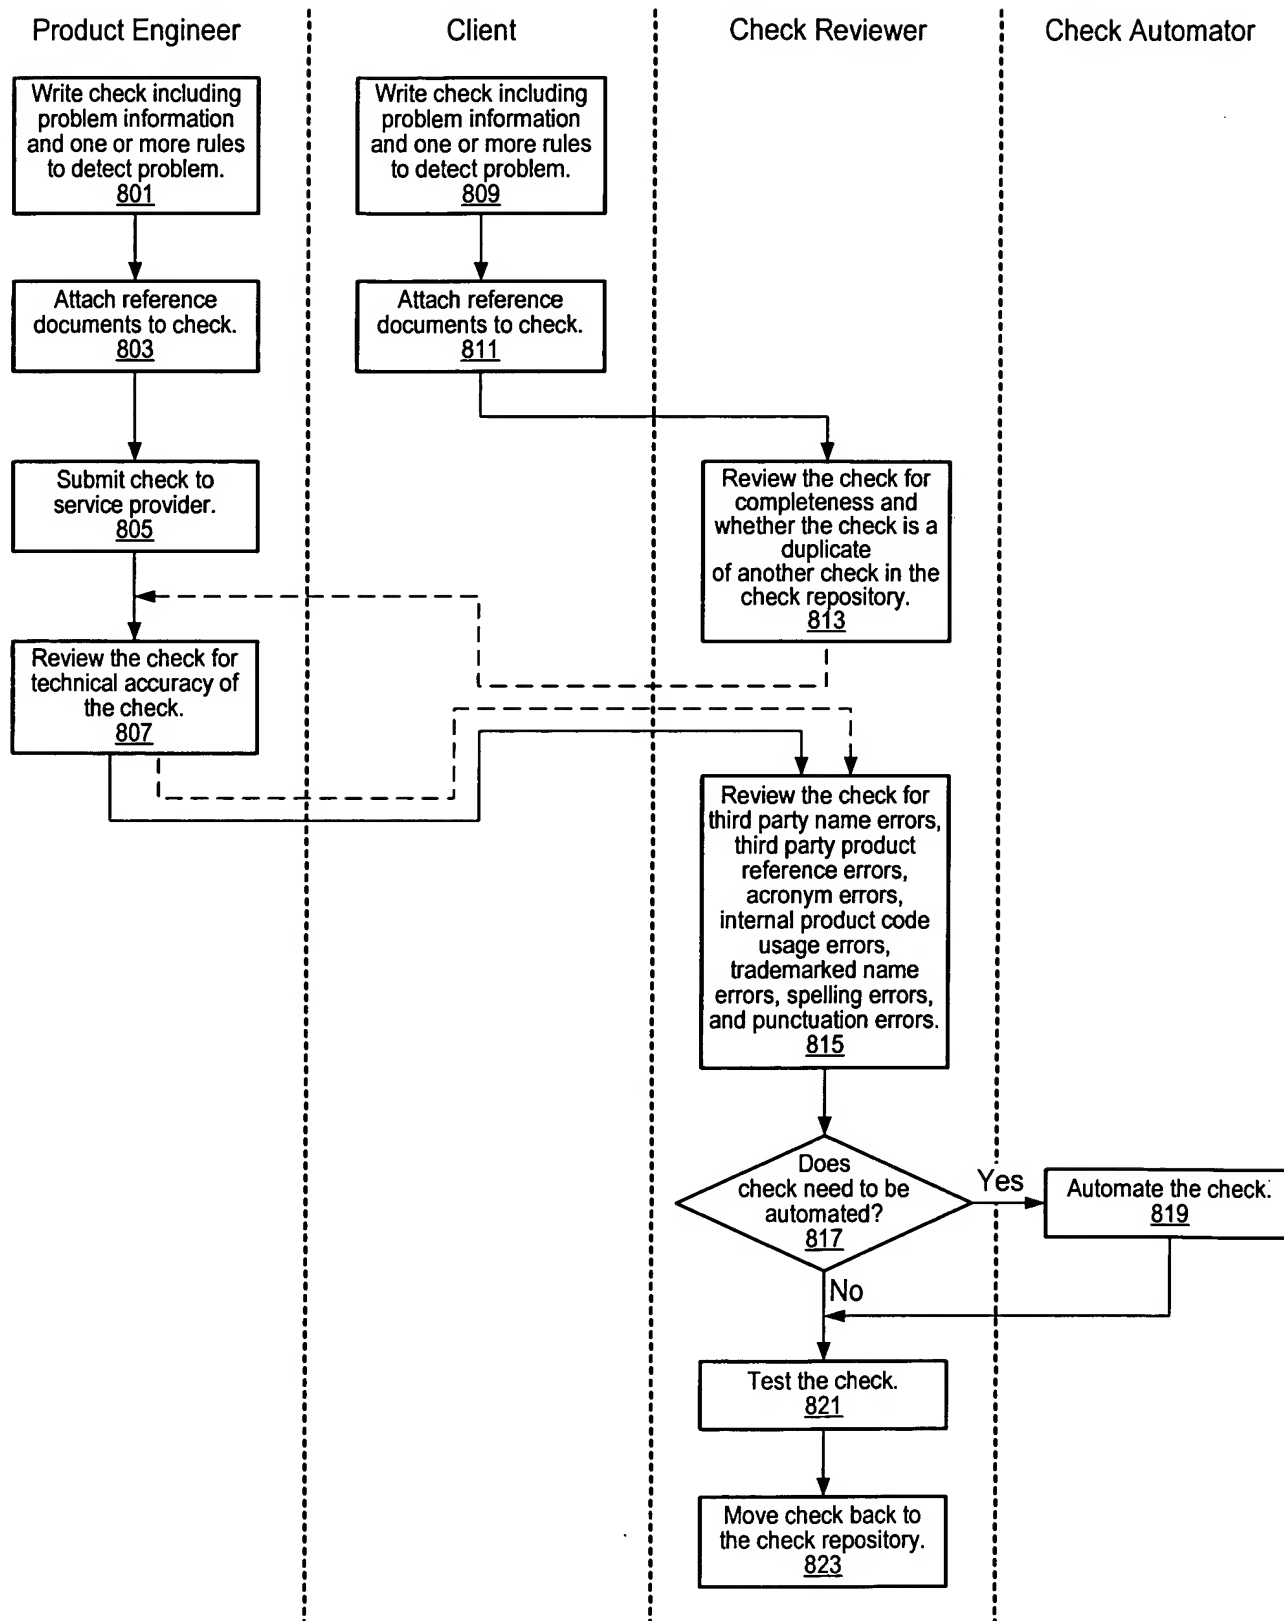 Product Engineer
Client
Check Reviewer
Check Automator
Write check including
problem information
and one or more rules
to detect problem.
801
Write check including
problem information
and one or more rules
to detect problem.
809
Attach reference
documents to check.
803
Attach reference
documents to check.
811
Submit check to
service provider.
805
Review the check for
completeness and
whether the check is a
duplicate
of another check in the
check repository.
813
Review the check for
technical accuracy of
the check.
807
Review the check for
third party name errors,
third party product
reference errors,
acronym errors,
internal product code
usage errors,
trademarked name
errors, spelling errors,
and punctuation errors.
815
Does
check need to be
automated?
817
Yes
Automate the check.
819
No
Test the check.
821
Move check back to
the check repository.
823